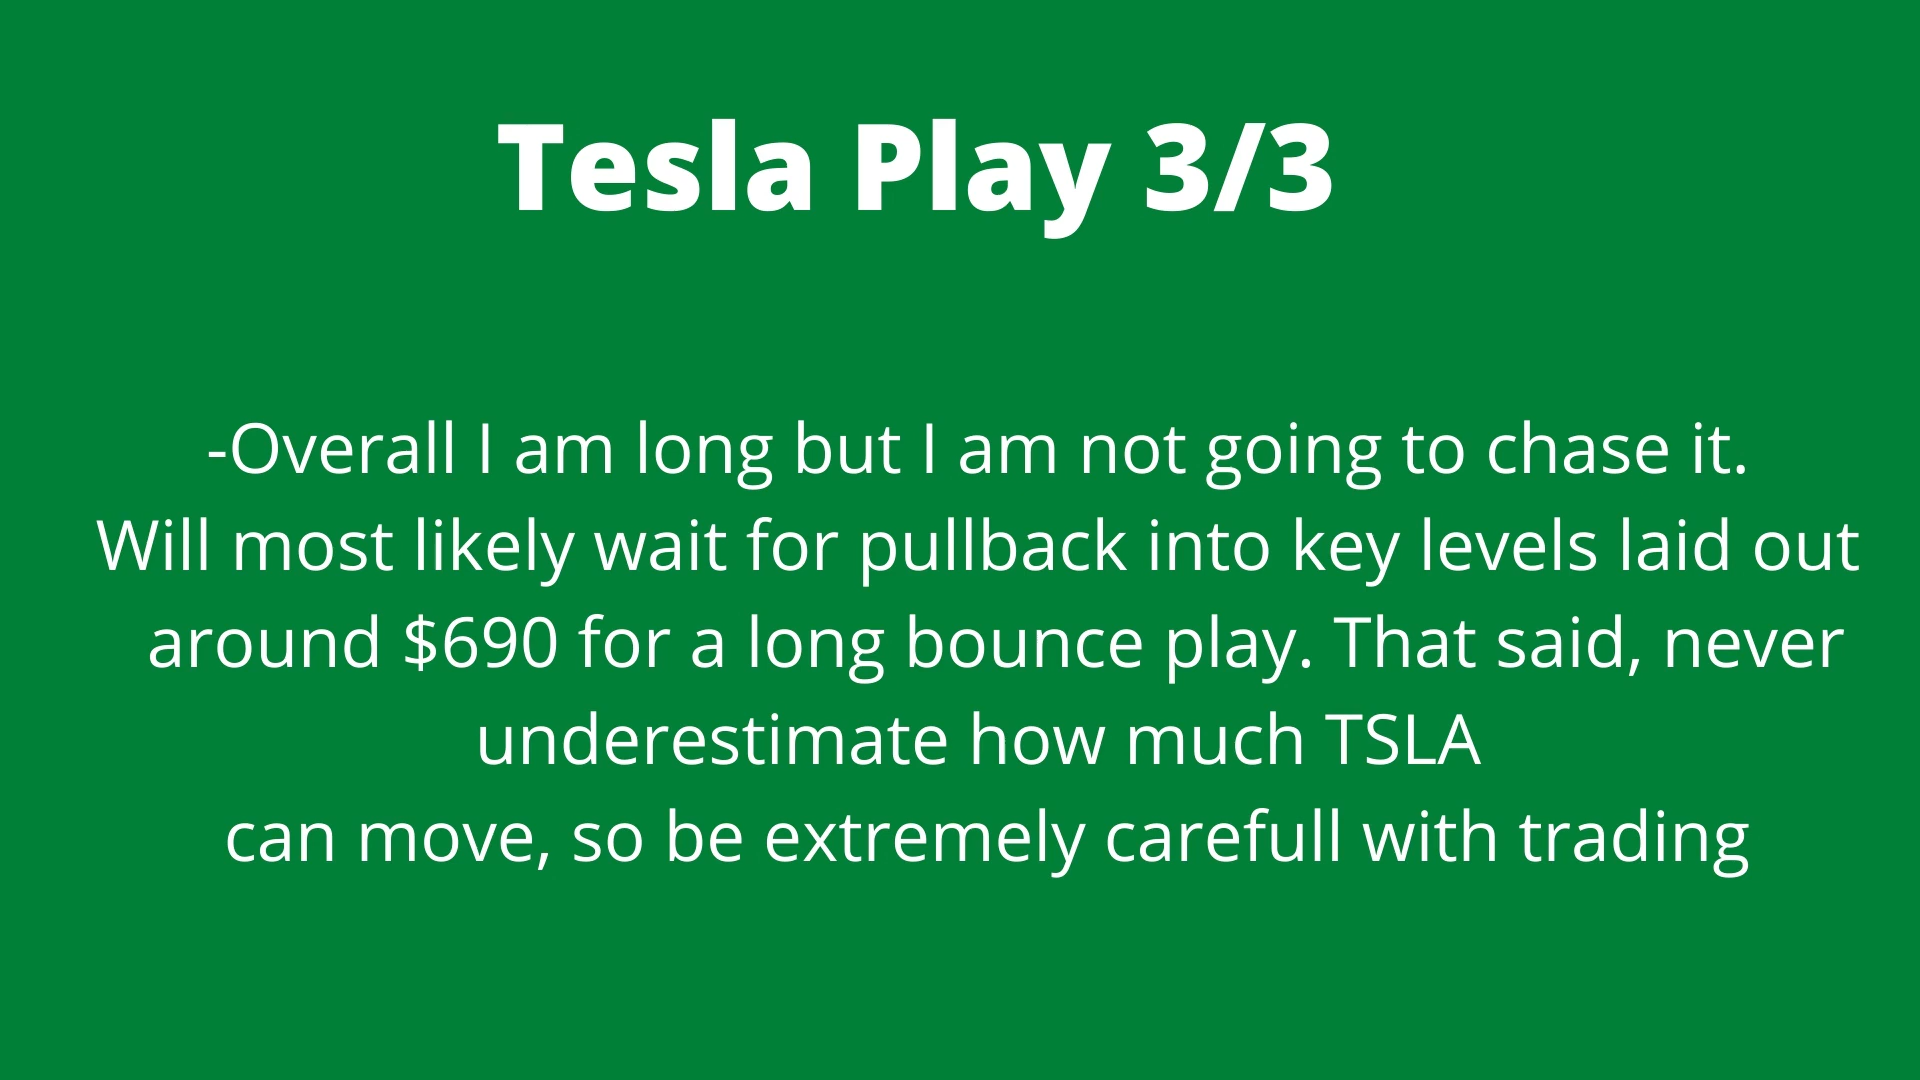 Tesla Play 3/3
-Overall I am long but I am not going to chase it.
Will most likely wait for pullback into key levels laid out
around $690 for a long bounce play. That said, never
underestimate how much TSLA
can move, so be extremely carefull with trading